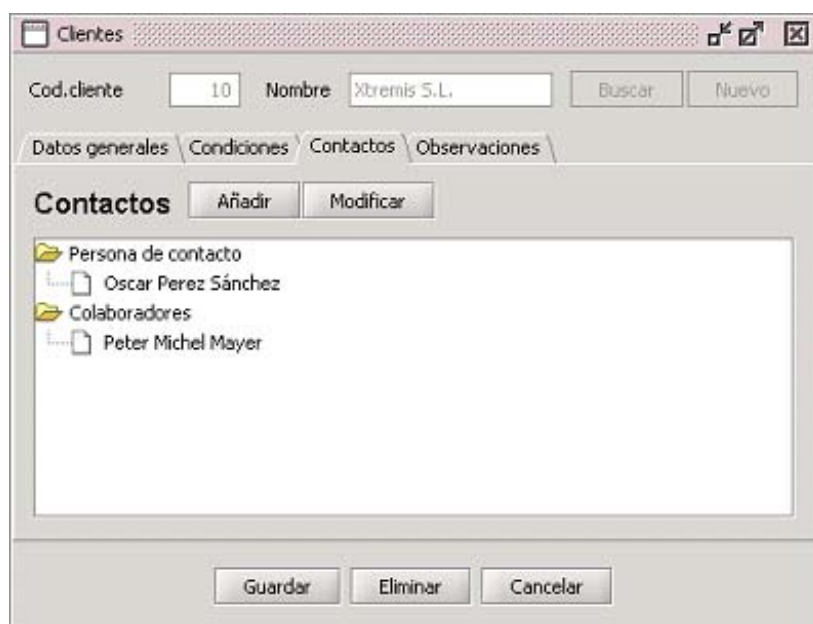 Clientes
Cod.cliente 10 Nombre Xtremis S.L. Buscar Nuevo
Datos generales Condiciones Contactos Observaciones
Contactos Añadir Modificar
Persona de contacto
Oscar Perez Sánchez
Colaboradores
Peter Michel Mayer
Guardar Eliminar Cancelar